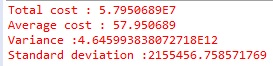 Total cost : 5.7950689E7
Average cost : 57.950689
Variance :4.645993838072718E12
Standard deviation :2155456.758571769